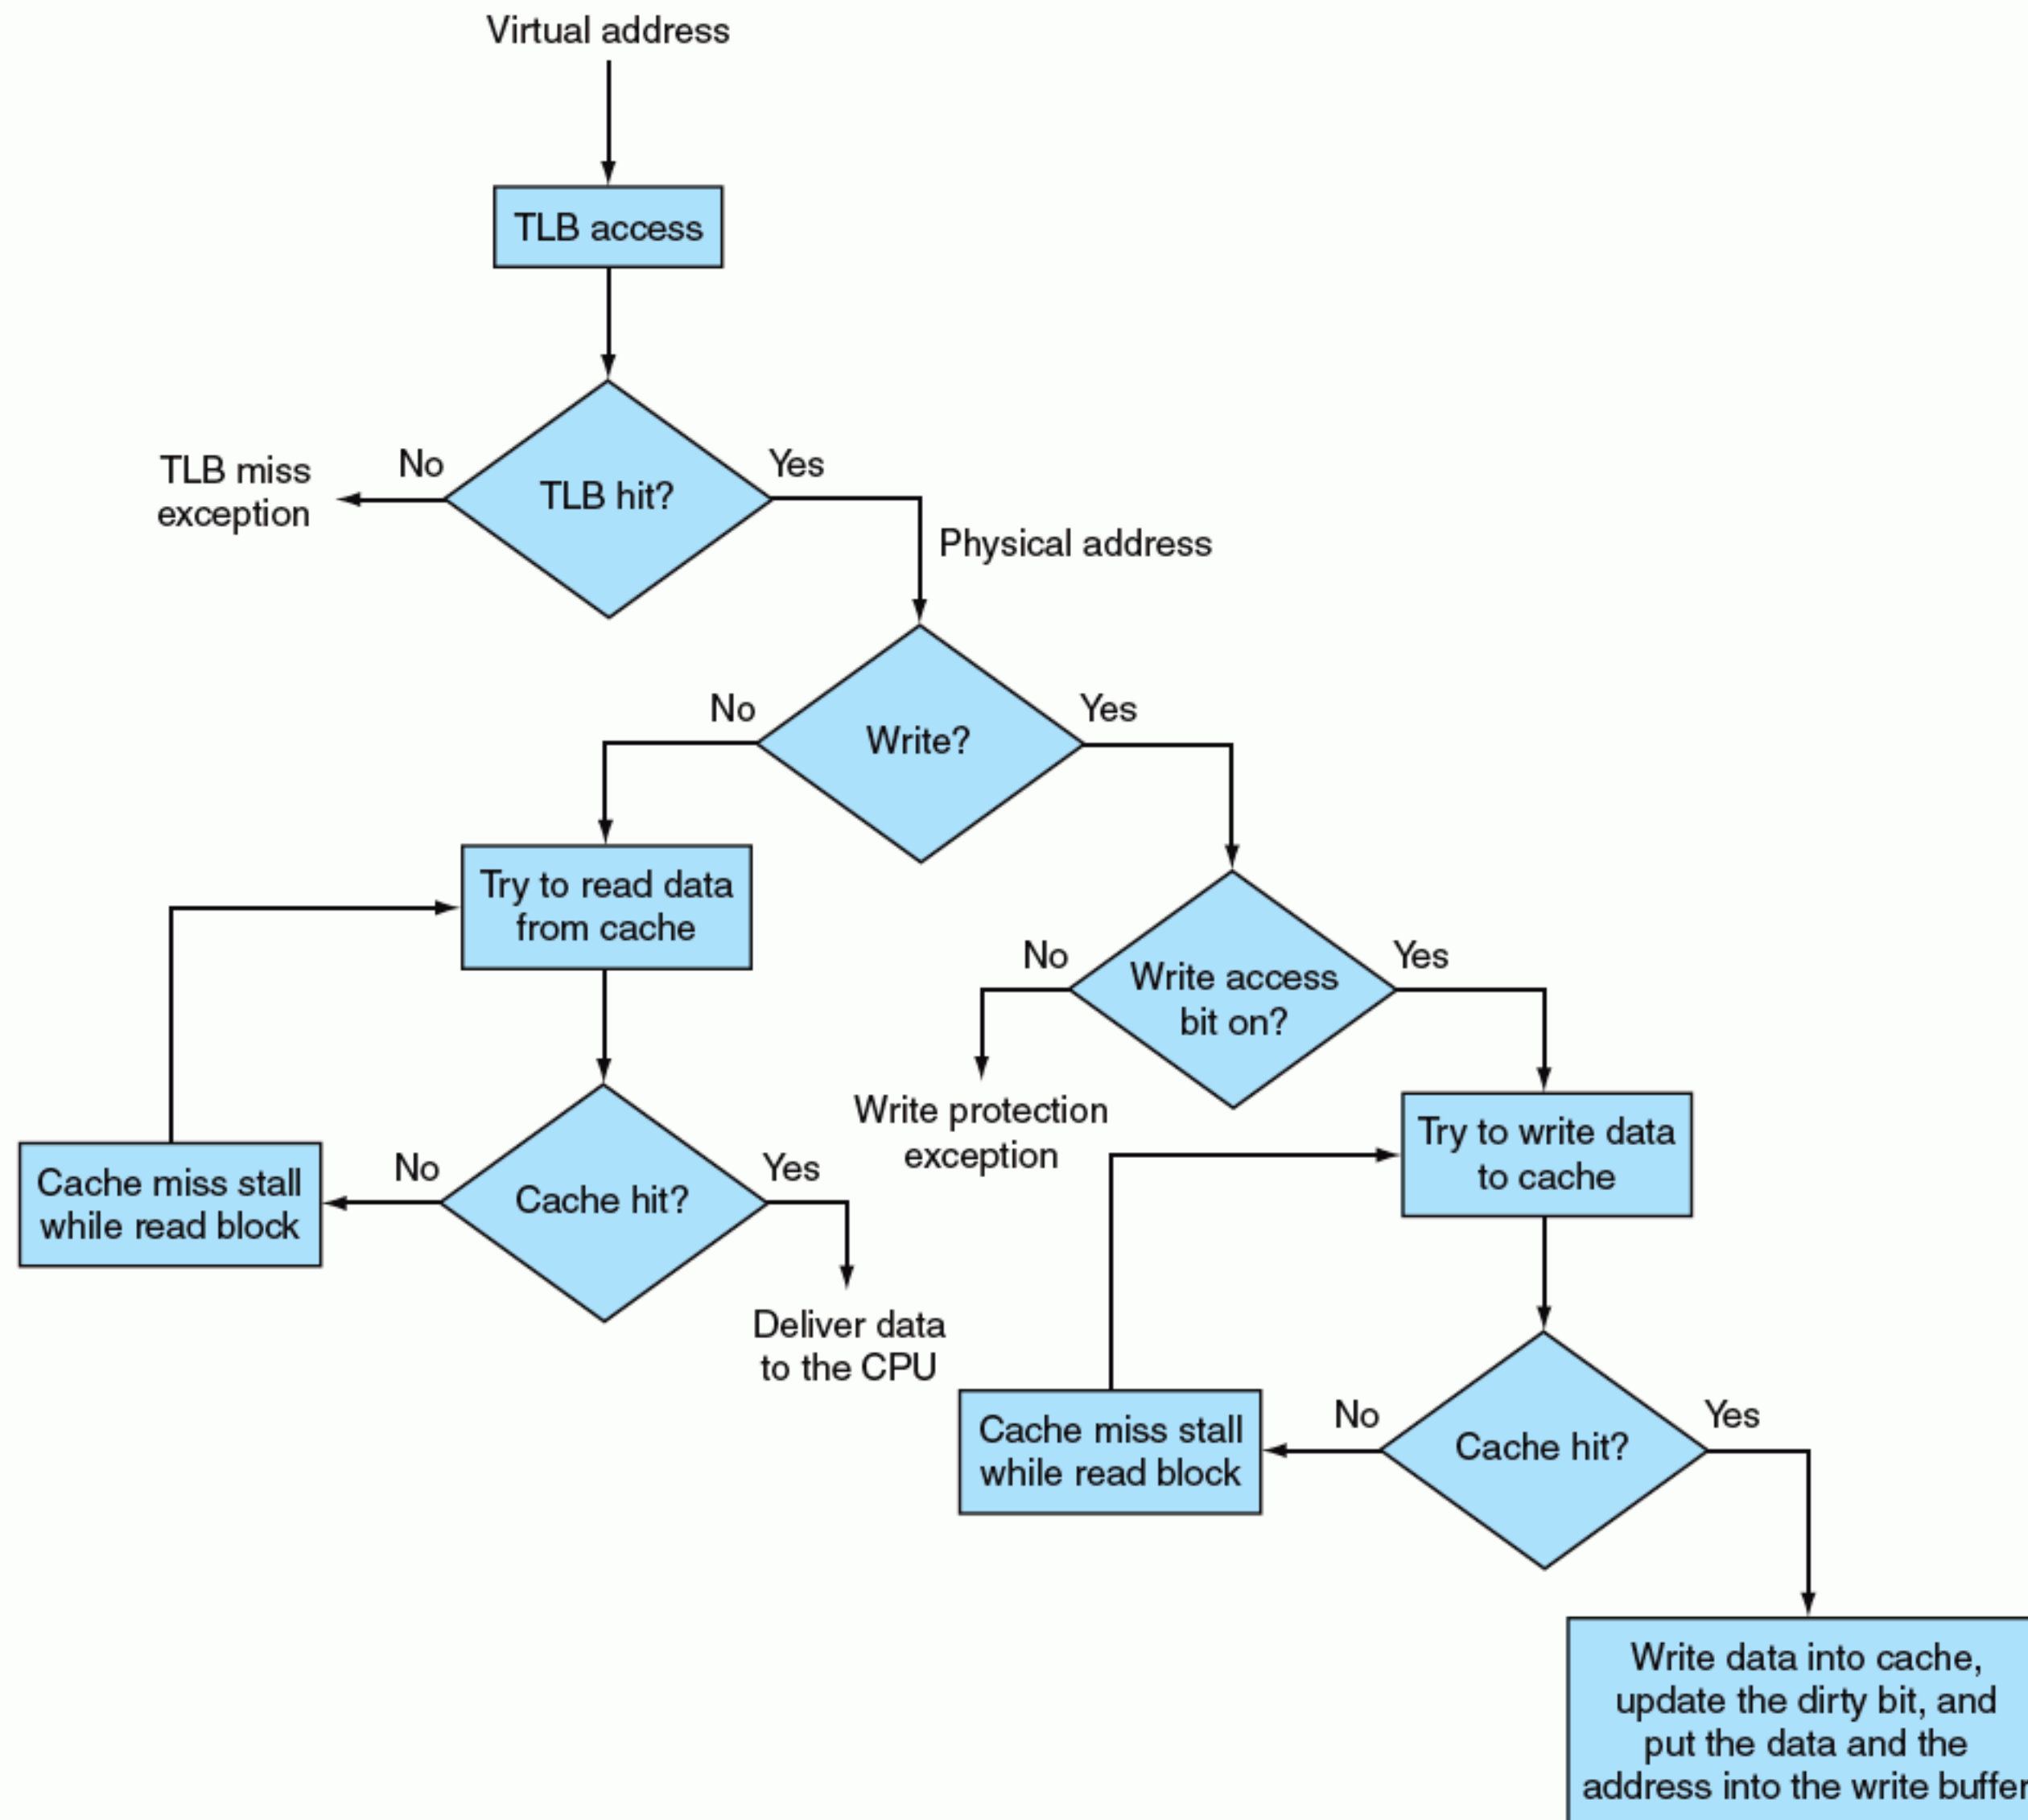 Virtual address
TLB access
No
Yes
TLB miss
exception
TLB hit?
Physical address
No
Yes
Write?
Try to read data
from cache
No
Yes
Write access
bit on?
Write protection
exception
Try to write data
to cache
No
Yes
Cache hit?
Cache miss stall
while read block
Deliver data
to the CPU
No
Yes
Cache hit?
Cache miss stall
while read block
Write data into cache,
update the dirty bit, and
put the data and the
address into the write buffer